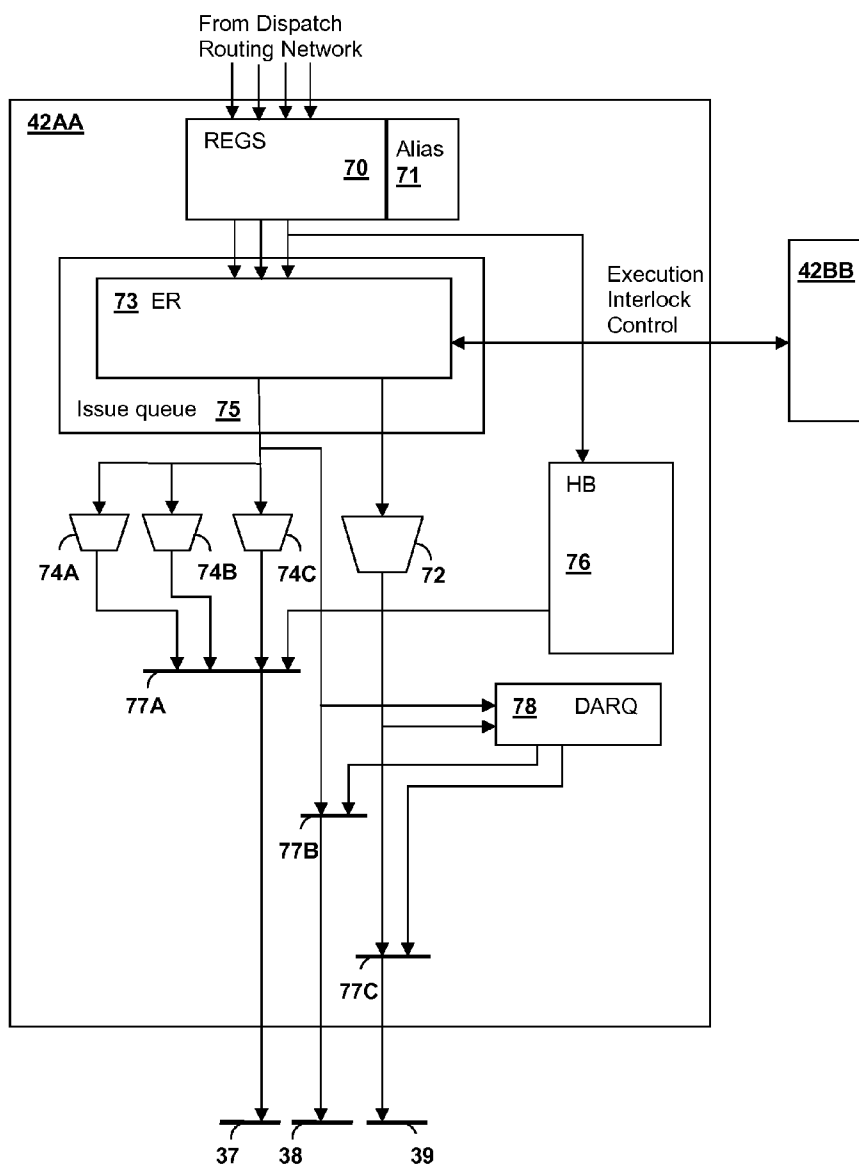 From Dispatch
Routing Network
42AA
REGS
70
Alias
71
73 ER
42BB
Execution
Interlock
Control
Issue queue 75
HB
76
74A
74B
74C
72
77A
78 DARQ
77B
77C
37
38
39